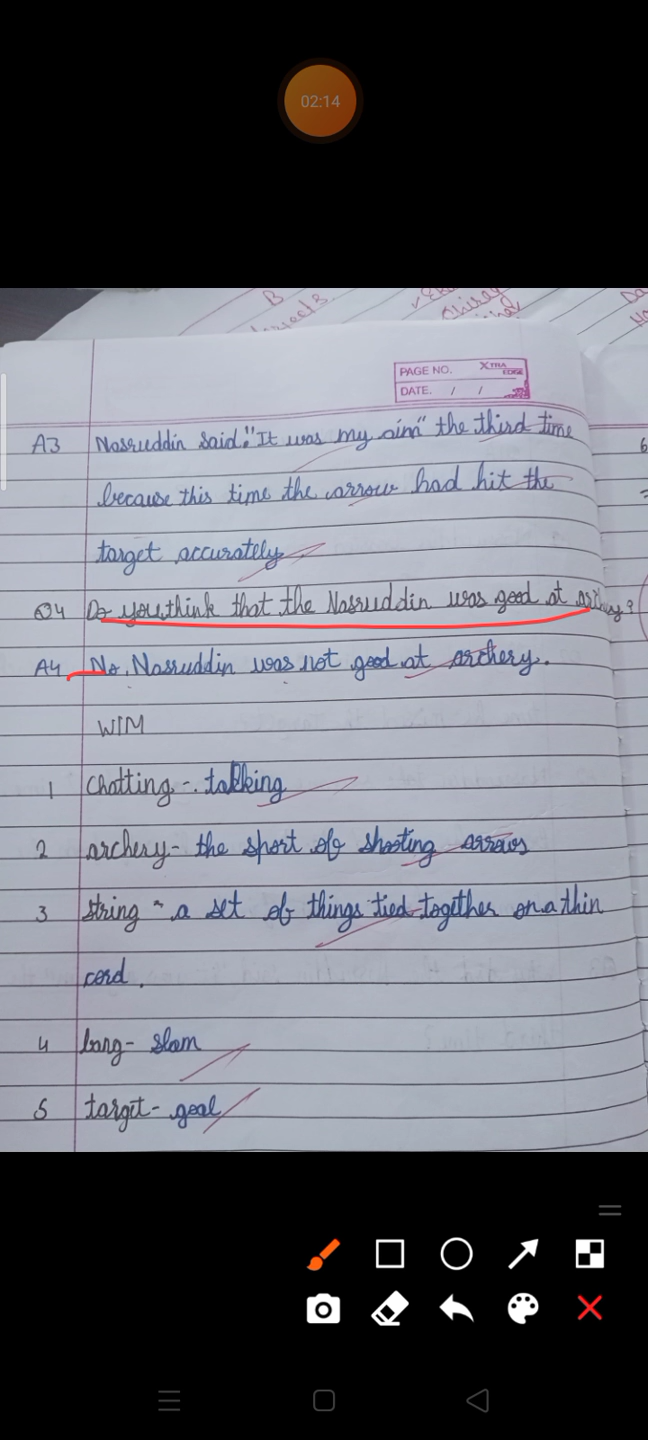 02:14
PAGE NO.
XTRA EDGE
DATE. / /
A3 Nasruddin said "It was my aim" the third time
because this time the arrow had hit the
target accurately
Q4 Do you think that the Nasruddin was good at archery?
A4 No, Nasruddin was not good at archery.
W/M
1 chatting - talking
2 archery - the sport of shooting arrows
3 string - a set of things tied together on a thin
cord.
4 bang - slam
5 target - goal